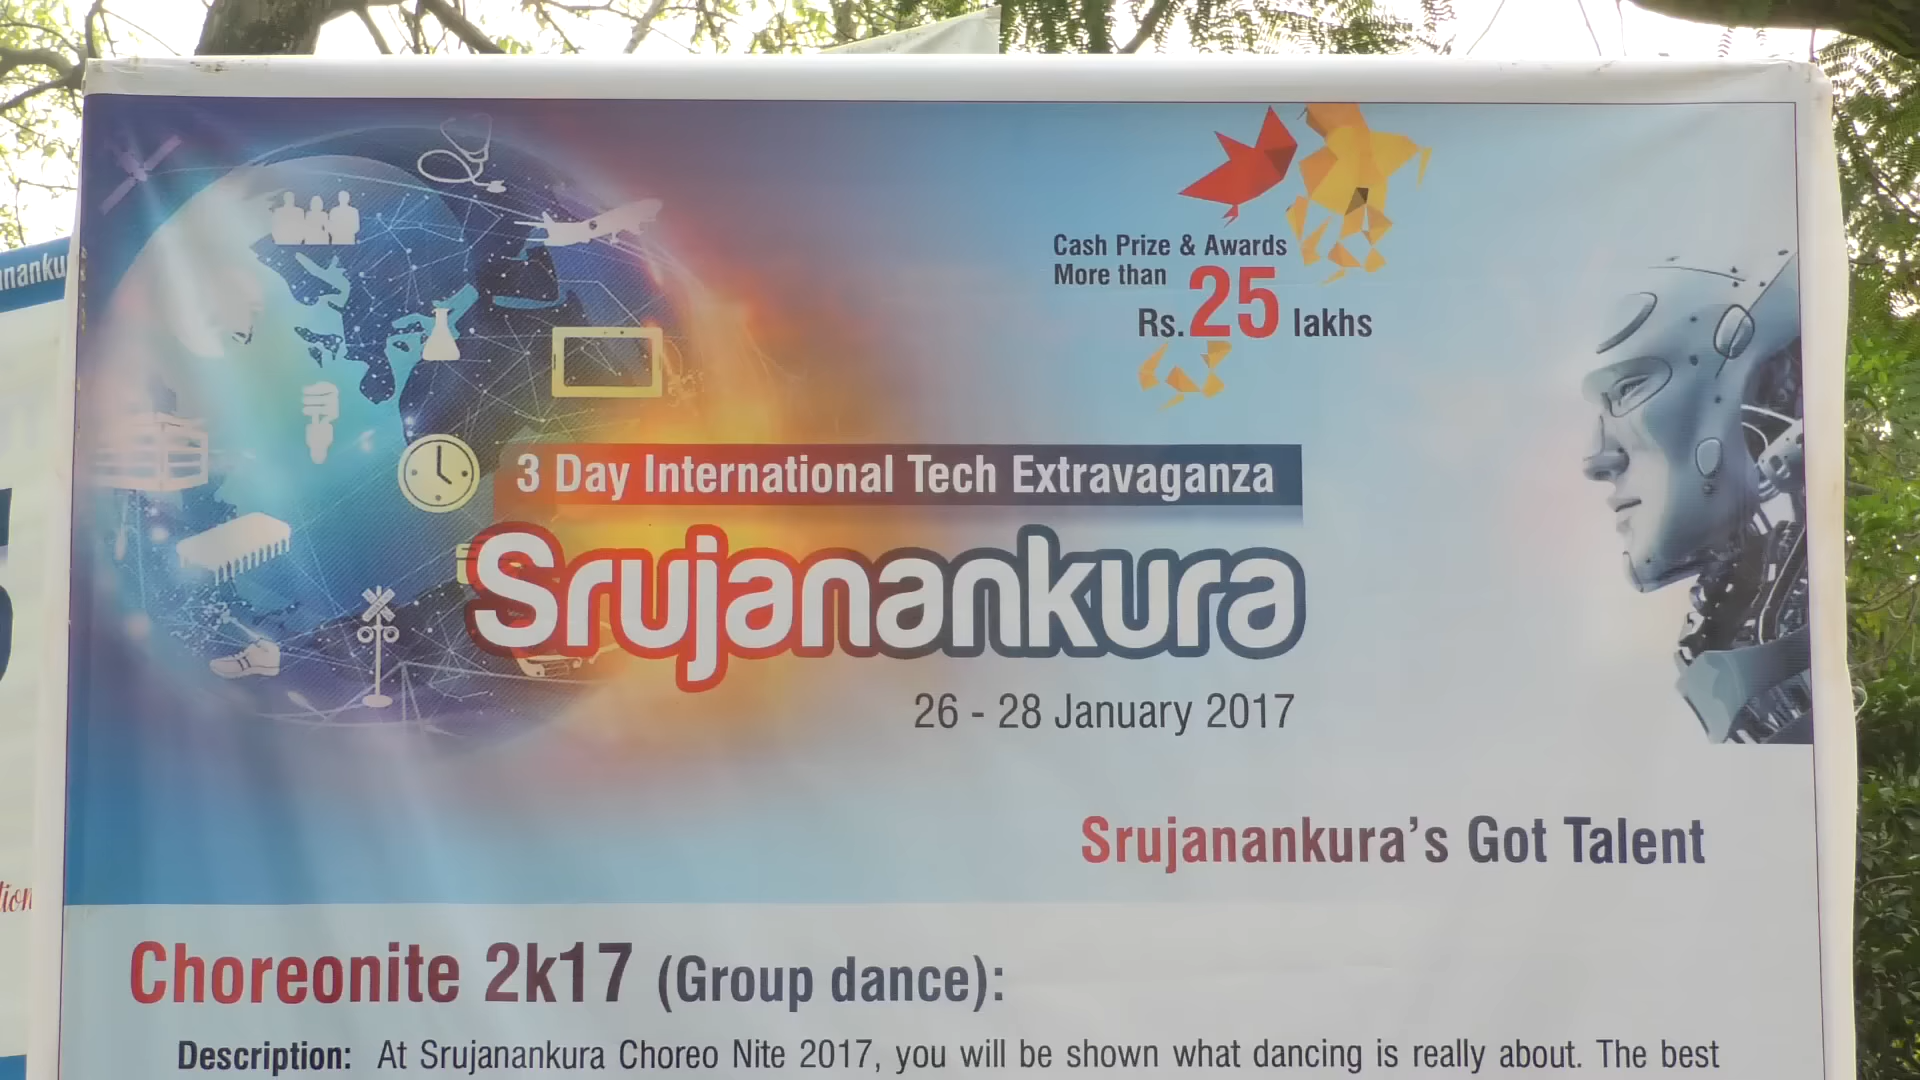 Cash Prize & Awards
More than
Rs. 25 lakhs
3 Day International Tech Extravaganza
Srujanankura
26 - 28 January 2017
Srujanankura's Got Talent
Choreonite 2k17 (Group dance):
Description: At Srujanankura Choreo Nite 2017, you will be shown what dancing is really about. The best